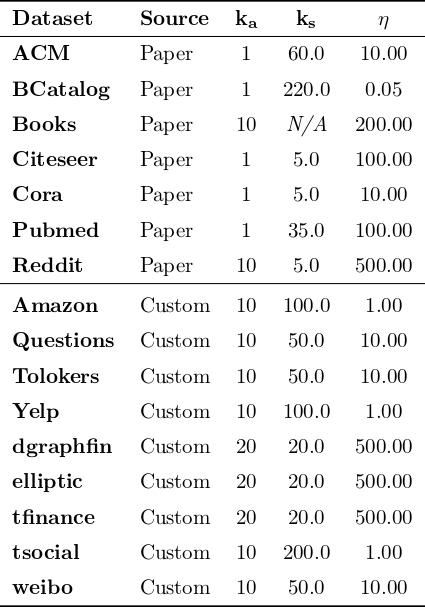 Dataset Source ka ks η
ACM Paper 1 60.0 10.00
BCatalog Paper 1 220.0 0.05
Books Paper 10 N/A 200.00
Citeseer Paper 1 5.0 100.00
Cora Paper 1 5.0 10.00
Pubmed Paper 1 35.0 100.00
Reddit Paper 10 5.0 500.00
Amazon Custom 10 100.0 1.00
Questions Custom 10 50.0 10.00
Tolokers Custom 10 50.0 10.00
Yelp Custom 10 100.0 1.00
dgraphfin Custom 20 20.0 500.00
elliptic Custom 20 20.0 500.00
tfinance Custom 20 20.0 500.00
tsocial Custom 10 200.0 1.00
weibo Custom 10 50.0 10.00